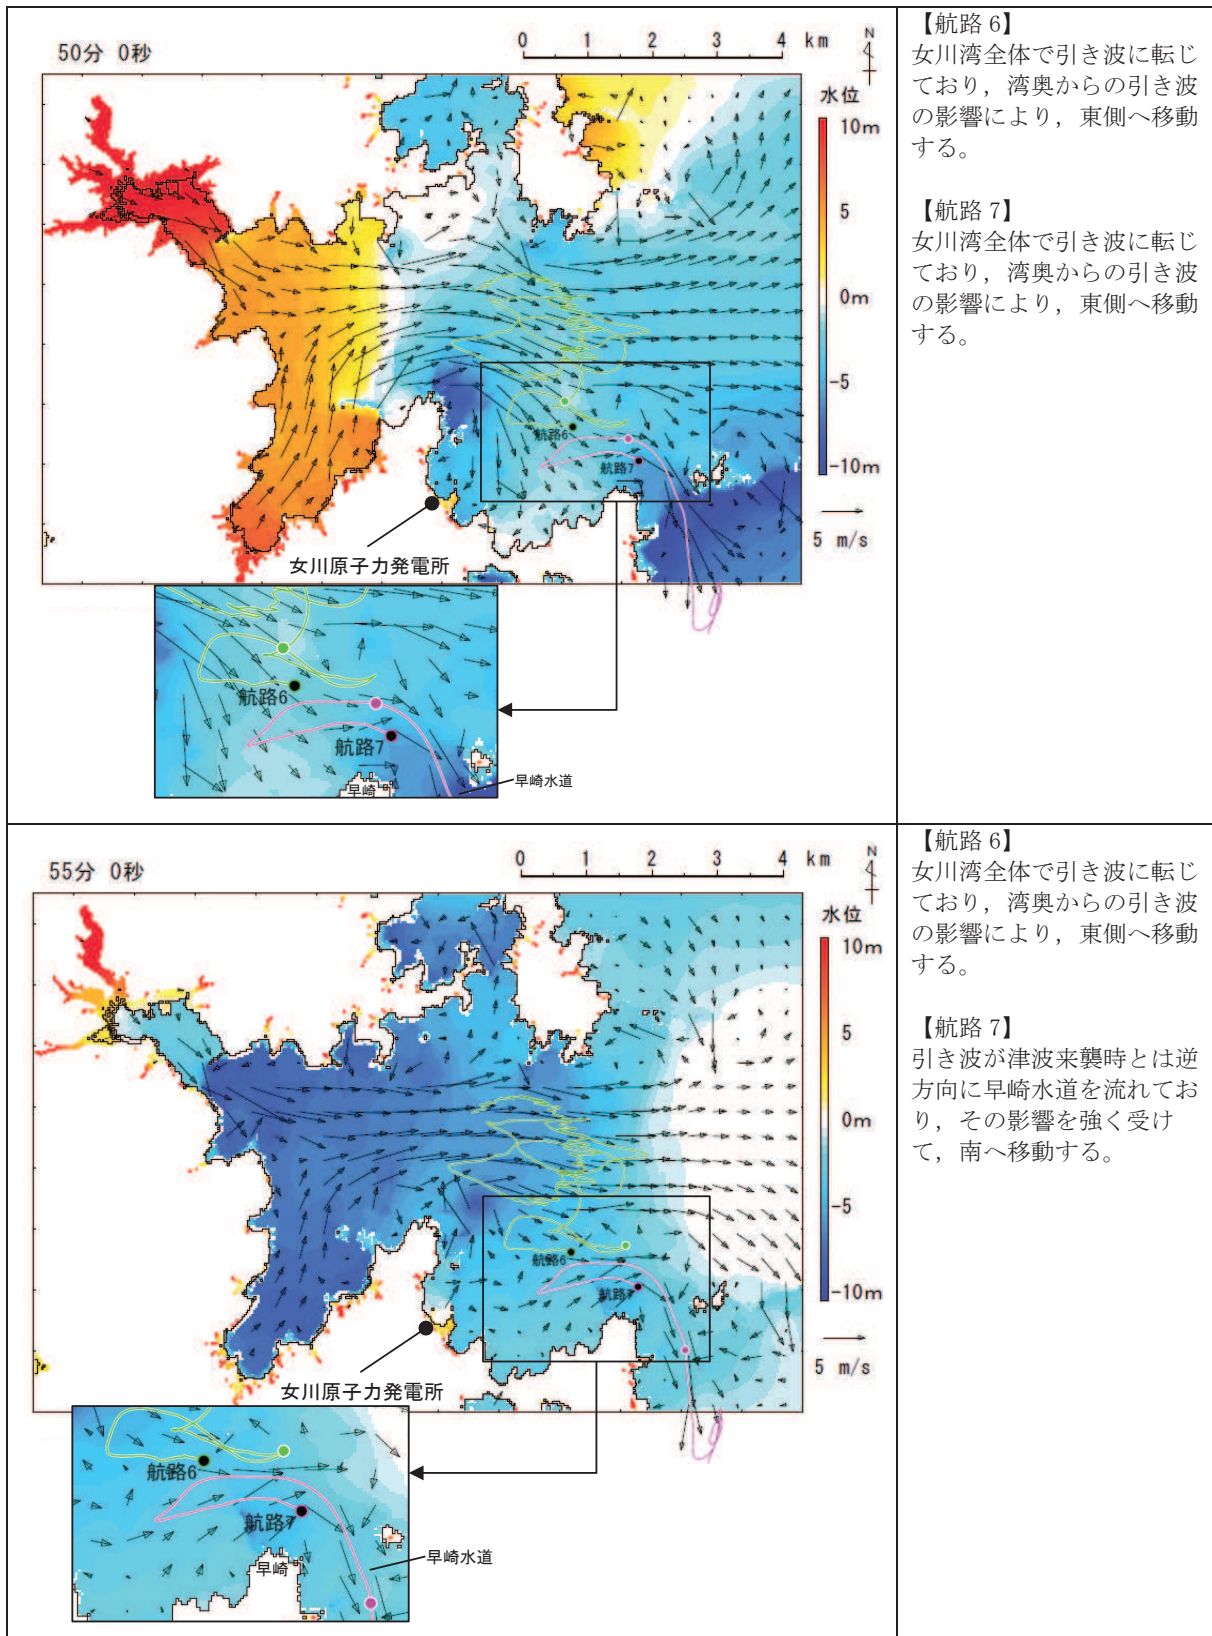 50分 0秒
0 1 2 3 4 km
N
水位
10m
5
0m
-5
-10m
5 m/s
航路6
航路7
女川原子力発電所
航路6
航路7
早崎
早崎水道
【航路 6】
女川湾全体で引き波に転じ
ており，湾奥からの引き波
の影響により，東側へ移動
する。
【航路 7】
女川湾全体で引き波に転じ
ており，湾奥からの引き波
の影響により，東側へ移動
する。
55分 0秒
0 1 2 3 4 km
N
水位
10m
5
0m
-5
-10m
5 m/s
航路6
航路7
女川原子力発電所
航路6
航路7
早崎
早崎水道
【航路 6】
女川湾全体で引き波に転じ
ており，湾奥からの引き波
の影響により，東側へ移動
する。
【航路 7】
引き波が津波来襲時とは逆
方向に早崎水道を流れてお
り，その影響を強く受け
て，南へ移動する。